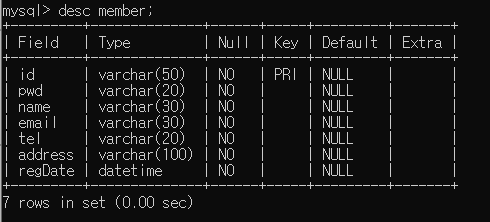 mysql> desc member;
+---------+--------------+------+-----+---------+-------+
| Field   | Type         | Null | Key | Default | Extra |
+---------+--------------+------+-----+---------+-------+
| id      | varchar(50)  | NO   | PRI | NULL    |       |
| pwd     | varchar(20)  | NO   |     | NULL    |       |
| name    | varchar(30)  | NO   |     | NULL    |       |
| email   | varchar(30)  | NO   |     | NULL    |       |
| tel     | varchar(20)  | NO   |     | NULL    |       |
| address | varchar(100) | NO   |     | NULL    |       |
| regDate | datetime     | NO   |     | NULL    |       |
+---------+--------------+------+-----+---------+-------+
7 rows in set (0.00 sec)